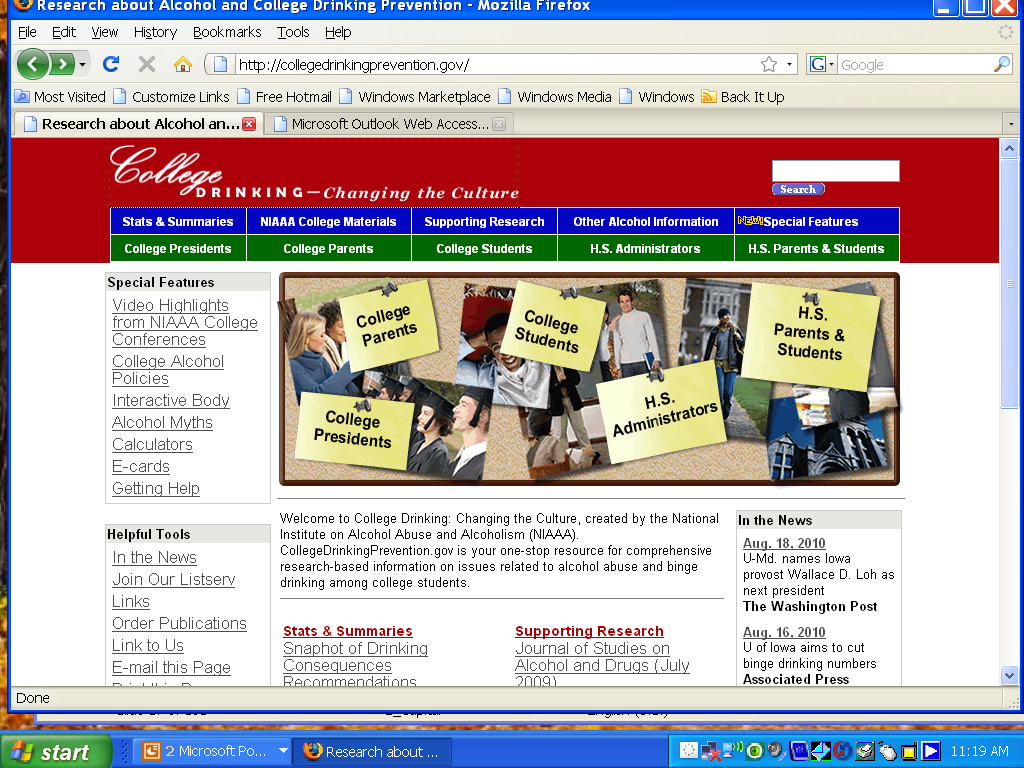 Research about Alcohol and College Drinking Prevention - Mozilla Firefox
File Edit View History Bookmarks Tools Help
http://collegedrinkingprevention.gov/
G Google
Most Visited Customize Links Free Hotmail Windows Marketplace Windows Media Windows Back It Up
Research about Alcohol an... Microsoft Outlook Web Access...
College
DRINKING—Changing the Culture
Search
Stats & Summaries NIAAA College Materials Supporting Research Other Alcohol Information NEW! Special Features
College Presidents College Parents College Students H.S. Administrators H.S. Parents & Students
Special Features
Video Highlights
from NIAAA College
Conferences
College Alcohol
Policies
Interactive Body
Alcohol Myths
Calculators
E-cards
Getting Help
College
Parents
College
Students
H.S.
Parents &
Students
College
Presidents
H.S.
Administrators
Helpful Tools
In the News
Join Our Listserv
Links
Order Publications
Link to Us
E-mail this Page
Welcome to College Drinking: Changing the Culture, created by the National
Institute on Alcohol Abuse and Alcoholism (NIAAA).
CollegeDrinkingPrevention.gov is your one-stop resource for comprehensive
research-based information on issues related to alcohol abuse and binge
drinking among college students.
Stats & Summaries
Snaphot of Drinking
Consequences
Recommendations
Supporting Research
Journal of Studies on
Alcohol and Drugs (July
2009)
In the News
Aug. 18, 2010
U-Md. names Iowa
provost Wallace D. Loh as
next president
The Washington Post
Aug. 16, 2010
U of Iowa aims to cut
binge drinking numbers
Associated Press
Done
start 2 Microsoft Po... Research about ... 11:19 AM